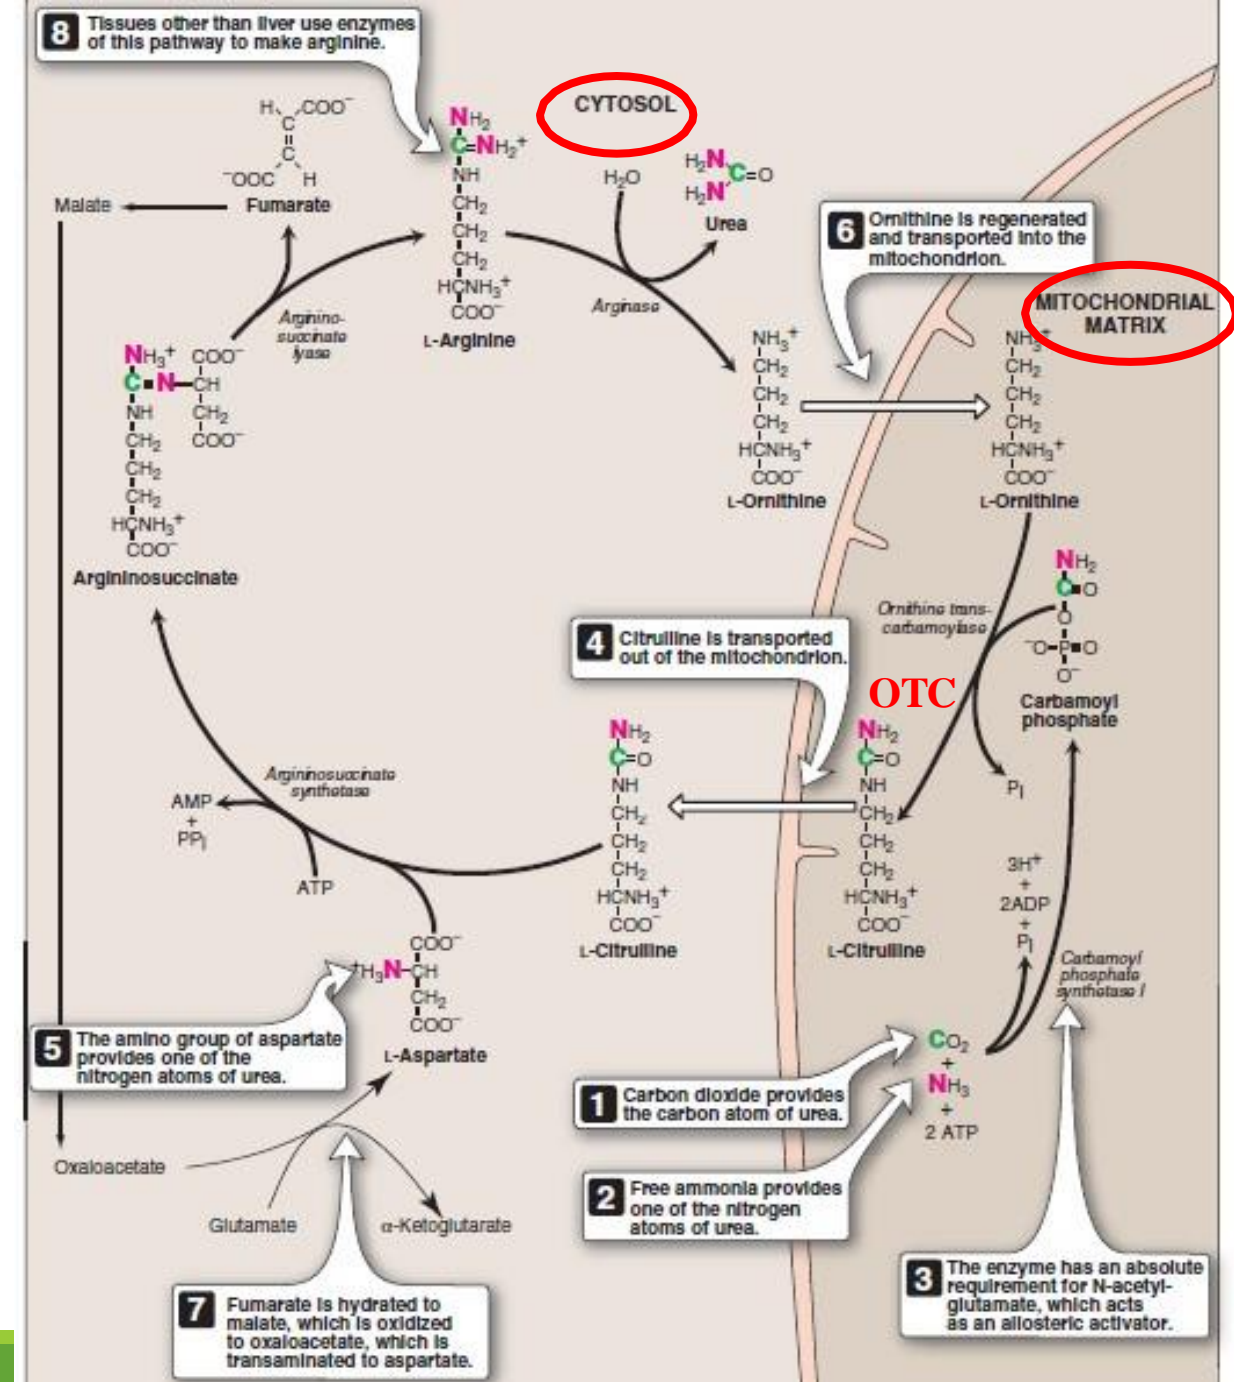 8 Tissues other than liver use enzymes
of this pathway to make arginine.
CYTOSOL
H COO⁻
C
C
⁻OOC H
Fumarate
Malate
NH₂
C=NH₂⁺
NH
CH₂
CH₂
CH₂
HCNH₃⁺
COO⁻
L-Arginine
H₂O
H₂N
C=O
H₂N
Urea
Arginase
6 Ornithine is regenerated
and transported into the
mitochondrion.
MITOCHONDRIAL
MATRIX
Arginino-
succinate
lyase
NH₃⁺ COO⁻
C=N-CH
NH CH₂
CH₂ COO⁻
CH₂
CH₂
HCNH₃⁺
COO⁻
Argininosuccinate
NH₃⁺
CH₂
CH₂
CH₂
HCNH₃⁺
COO⁻
L-Ornithine
NH₃⁺
CH₂
CH₂
CH₂
HCNH₃⁺
COO⁻
L-Ornithine
Ornithine trans-
carbamoylase
NH₂
C=O
O
⁻O-P=O
O⁻
Carbamoyl
phosphate
4 Citrulline is transported
out of the mitochondrion.
OTC
Pi
NH₂
C=O
NH
CH₂
CH₂
CH₂
HCNH₃⁺
COO⁻
L-Citrulline
NH₂
C=O
NH
CH₂
CH₂
CH₂
HCNH₃⁺
COO⁻
L-Citrulline
Argininosuccinate
synthetase
AMP
+
PPi
ATP
COO⁻
⁺H₃N-CH
CH₂
COO⁻
L-Aspartate
3H⁺
+
2ADP
+
Pi
Carbamoyl
phosphate
synthetase I
5 The amino group of aspartate
provides one of the
nitrogen atoms of urea.
CO₂
+
NH₃
+
2 ATP
1 Carbon dioxide provides
the carbon atom of urea.
2 Free ammonia provides
one of the nitrogen
atoms of urea.
Oxaloacetate
Glutamate
α-Ketoglutarate
3 The enzyme has an absolute
requirement for N-acetyl-
glutamate, which acts
as an allosteric activator.
7 Fumarate is hydrated to
malate, which is oxidized
to oxaloacetate, which is
transaminated to aspartate.